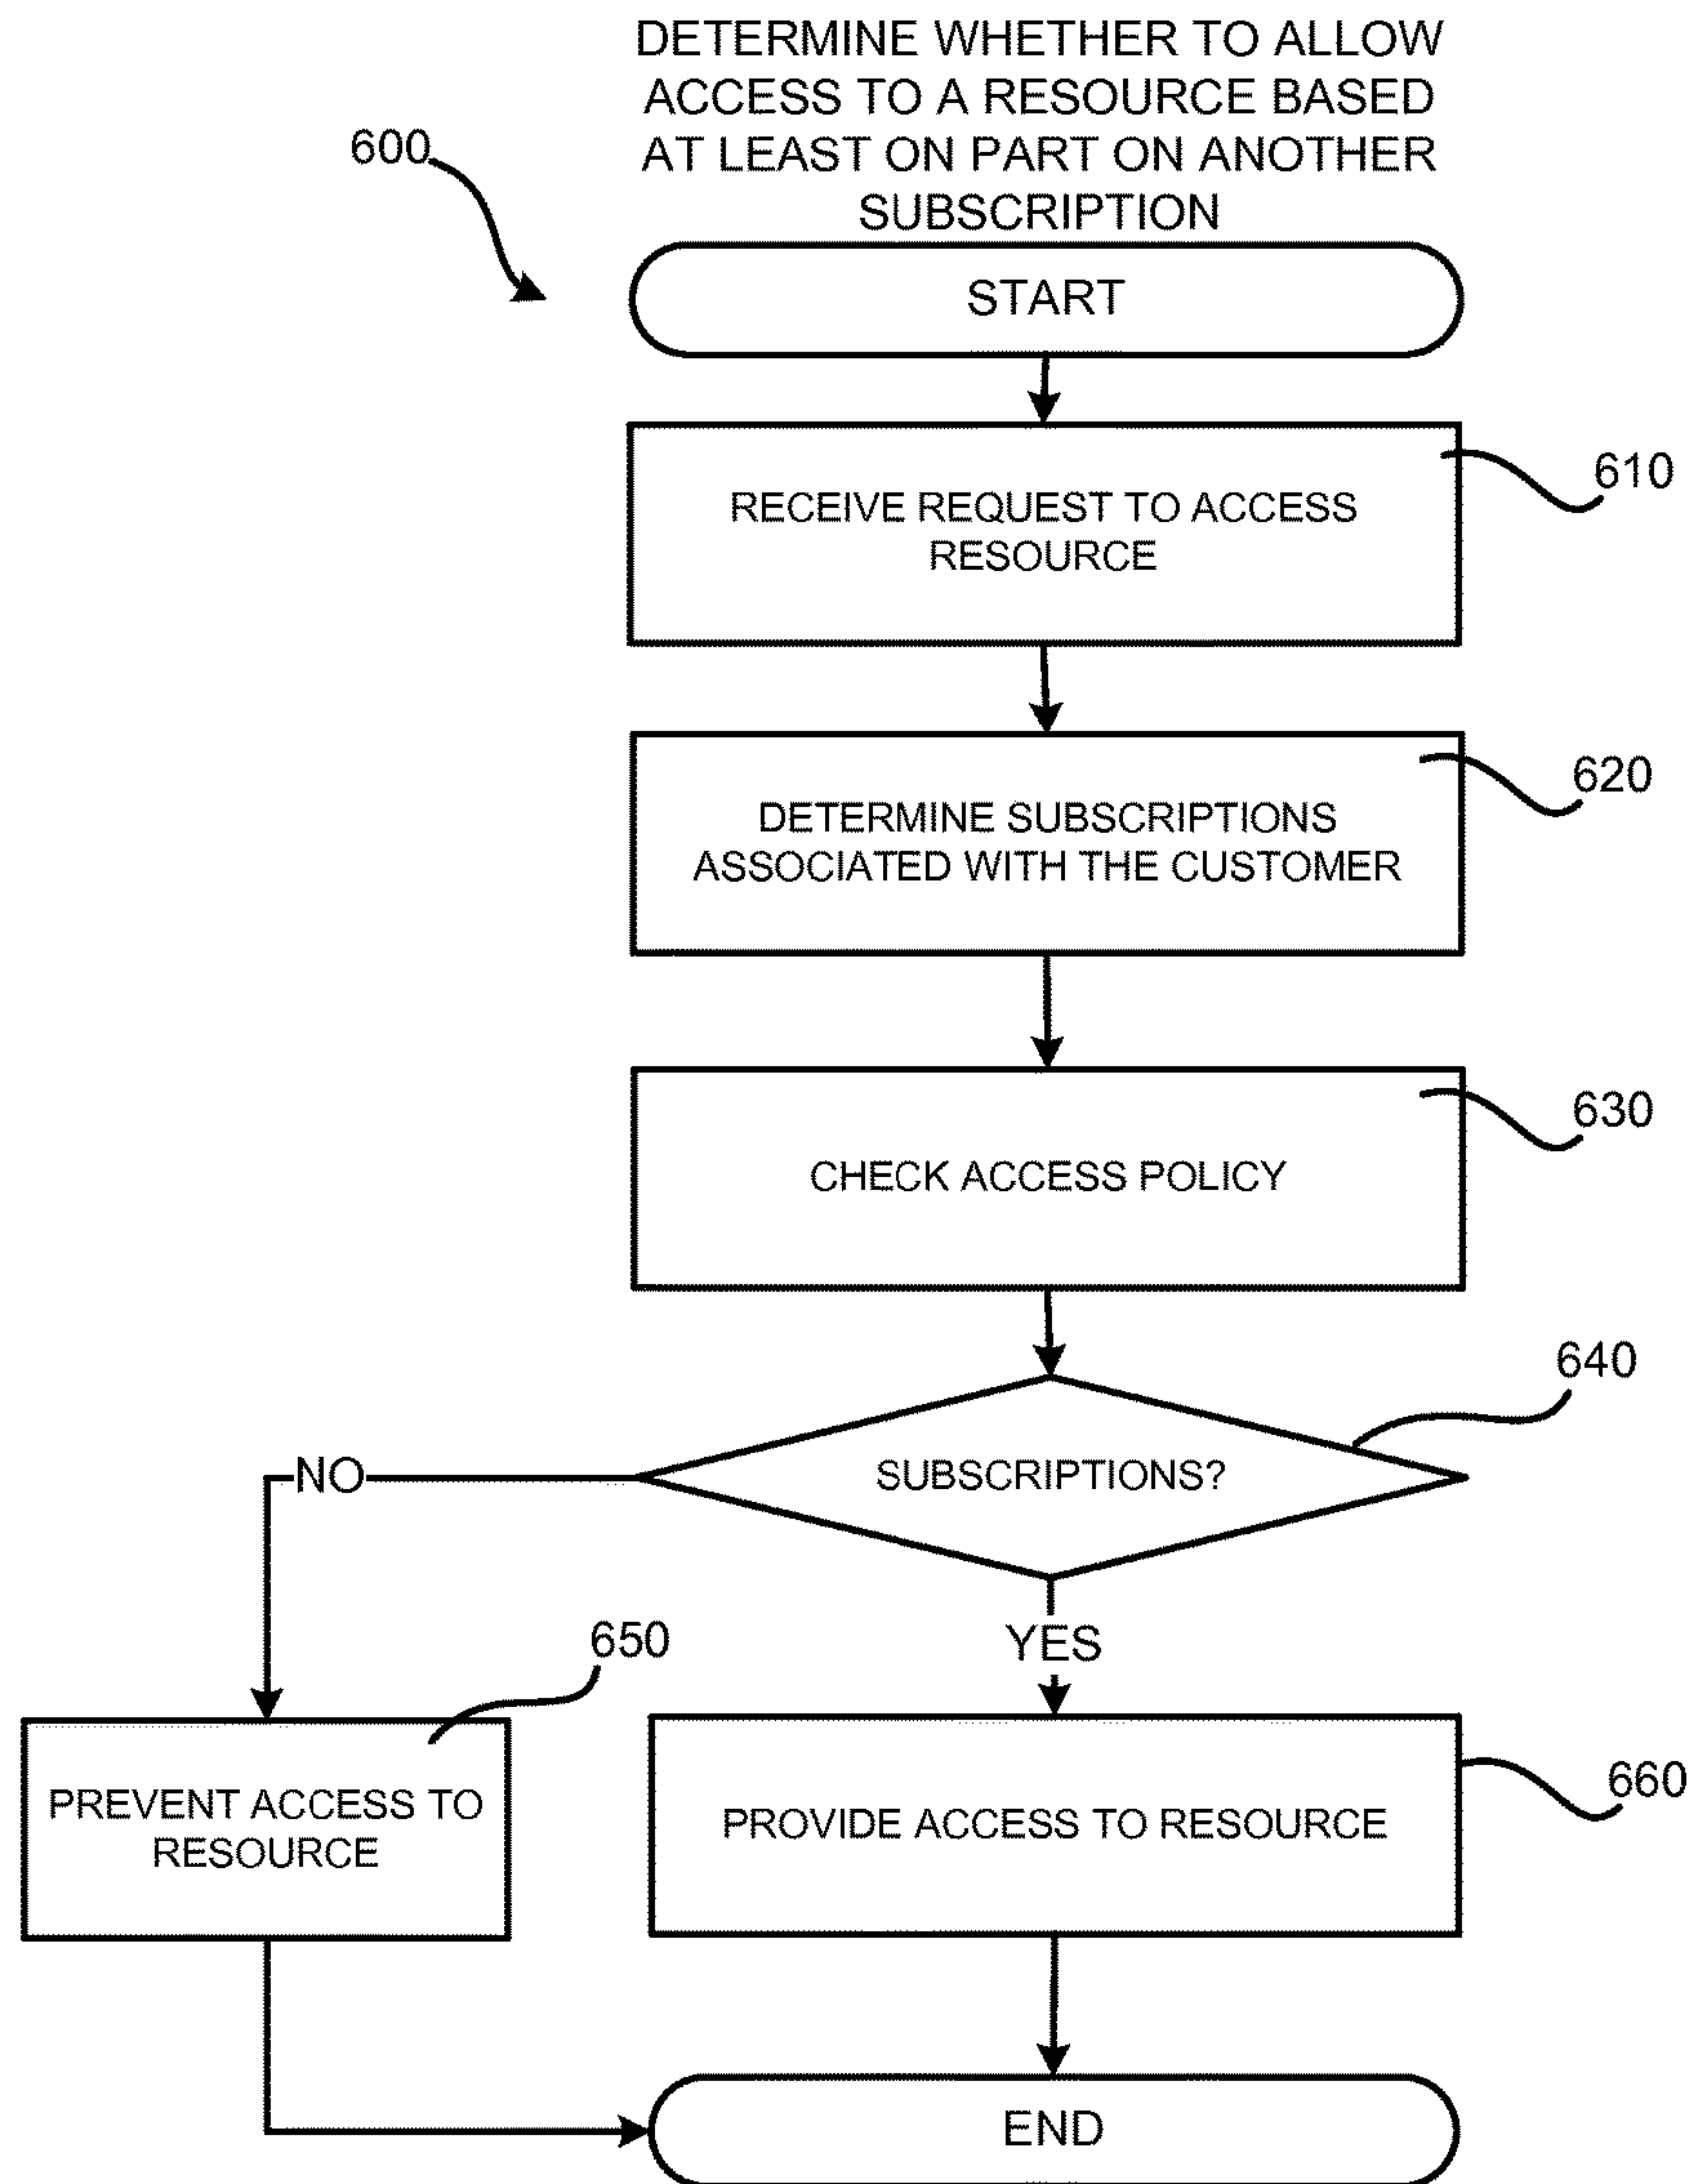 DETERMINE WHETHER TO ALLOW
ACCESS TO A RESOURCE BASED
AT LEAST ON PART ON ANOTHER
SUBSCRIPTION
600
START
610
RECEIVE REQUEST TO ACCESS
RESOURCE
620
DETERMINE SUBSCRIPTIONS
ASSOCIATED WITH THE CUSTOMER
630
CHECK ACCESS POLICY
640
SUBSCRIPTIONS?
NO
YES
650
PREVENT ACCESS TO
RESOURCE
660
PROVIDE ACCESS TO RESOURCE
END